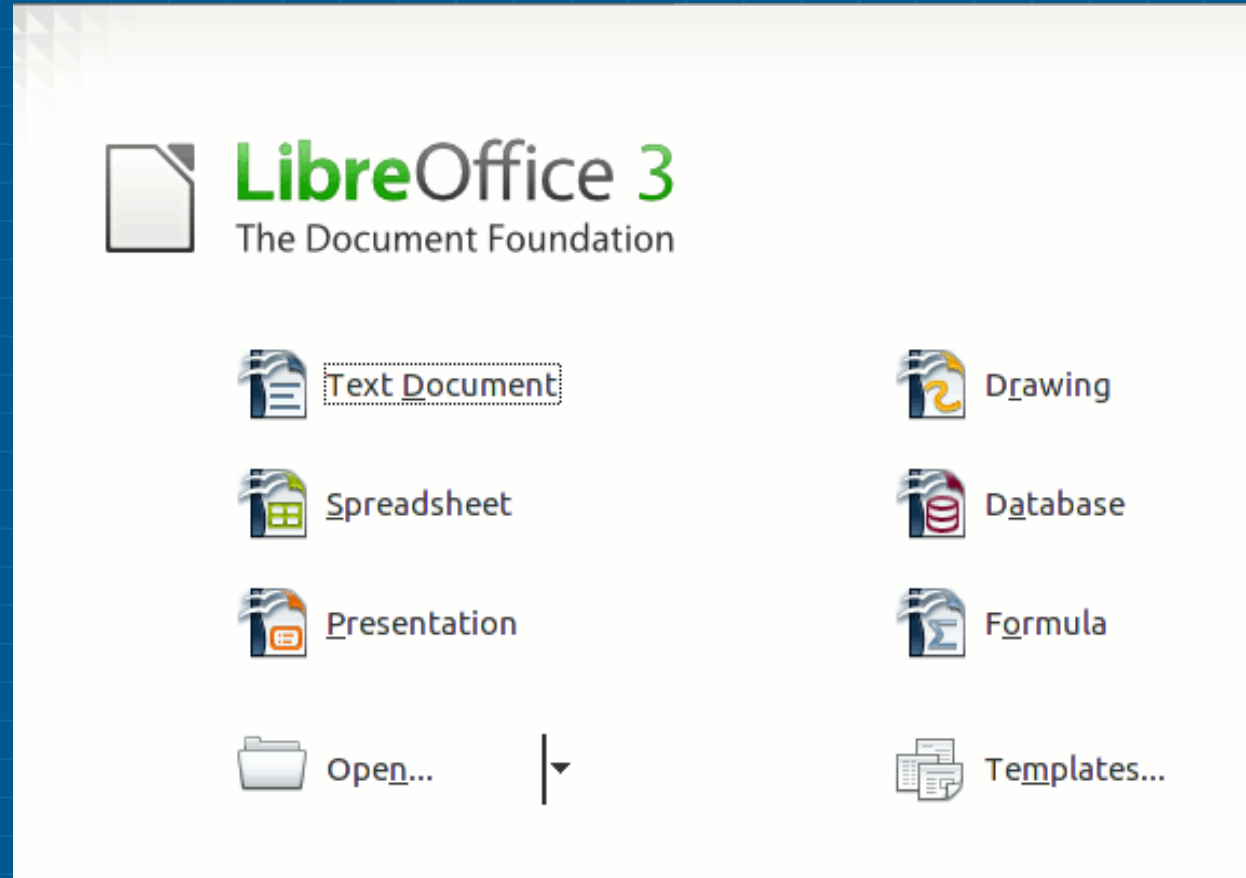 LibreOffice 3
The Document Foundation
Text Document
Drawing
Spreadsheet
Database
Presentation
Formula
Open...
Templates...